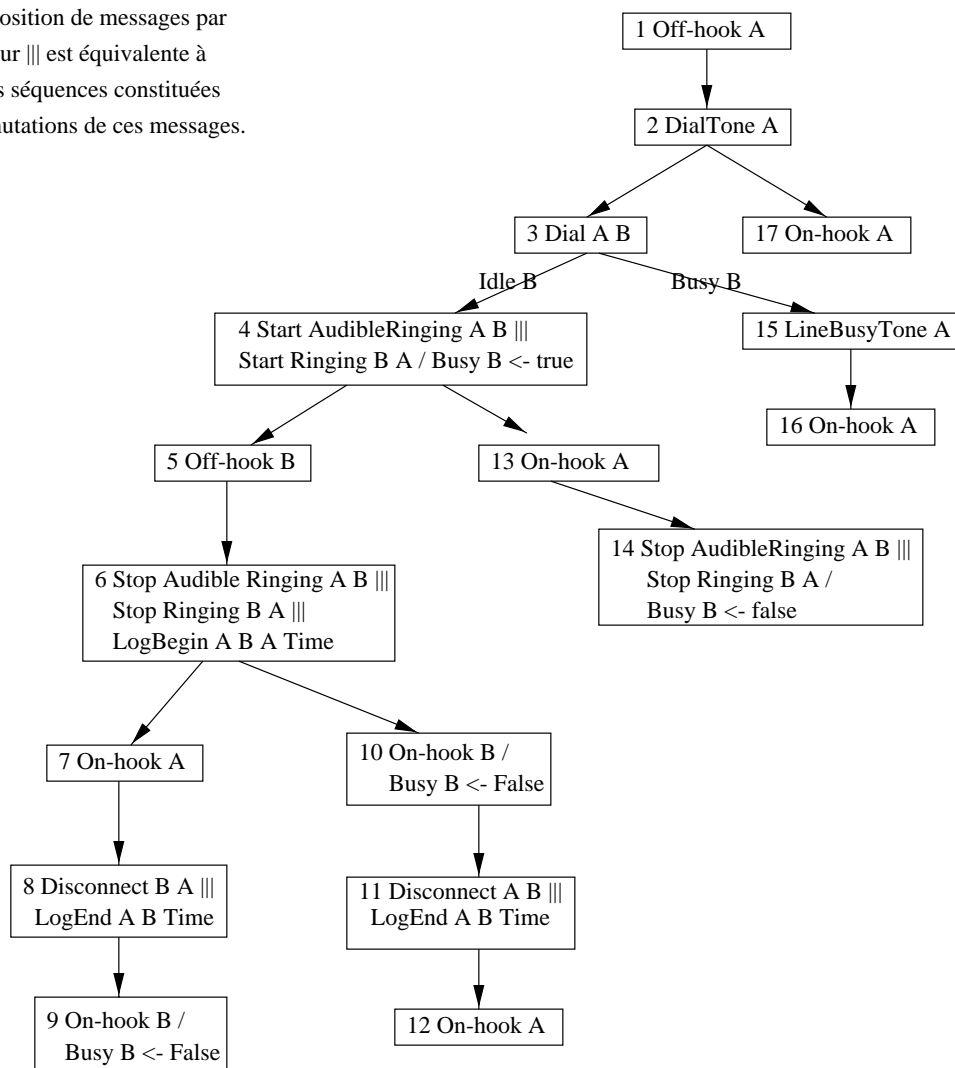 osition de messages par
ur ||| est équivalente à
s séquences constituées
utations de ces messages.
1 Off-hook A
2 DialTone A
3 Dial A B
17 On-hook A
Idle B
Busy B
4 Start AudibleRinging A B |||
Start Ringing B A / Busy B <- true
15 LineBusyTone A
16 On-hook A
5 Off-hook B
13 On-hook A
6 Stop Audible Ringing A B |||
Stop Ringing B A |||
LogBegin A B A Time
14 Stop AudibleRinging A B |||
Stop Ringing B A /
Busy B <- false
7 On-hook A
10 On-hook B /
Busy B <- False
8 Disconnect B A |||
LogEnd A B Time
11 Disconnect A B |||
LogEnd A B Time
9 On-hook B /
Busy B <- False
12 On-hook A